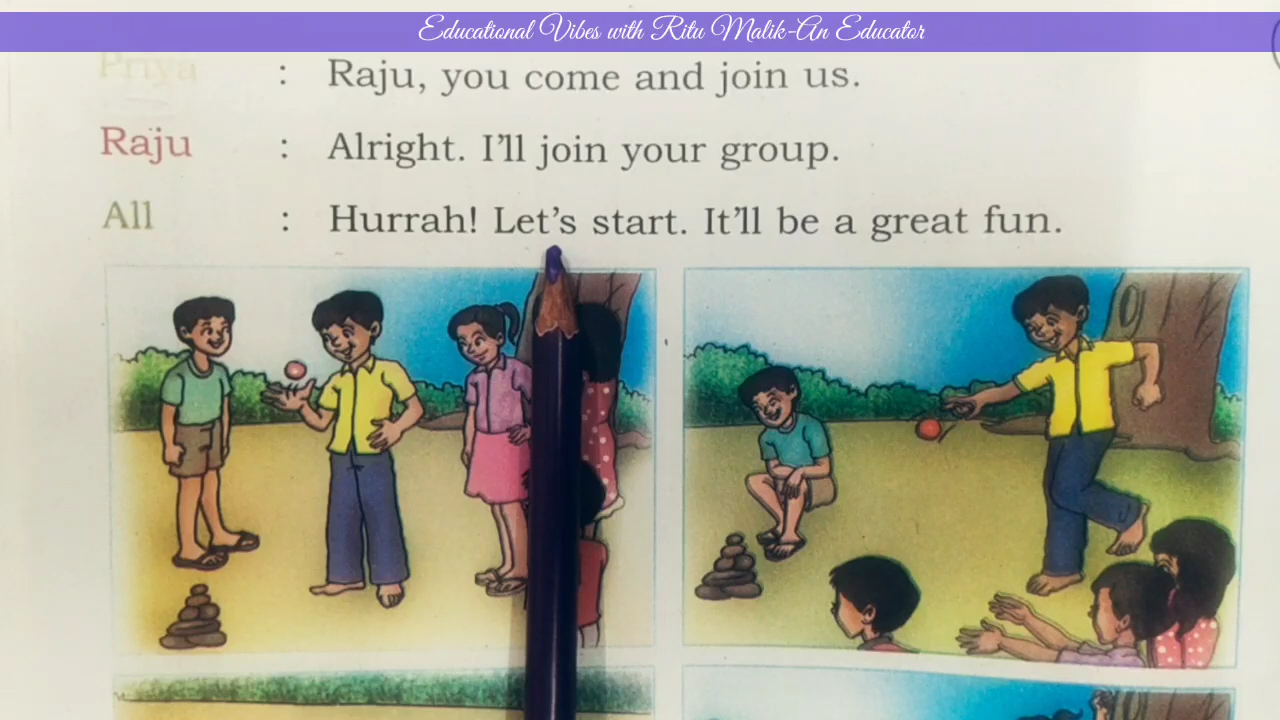 Educational Vibes with Ritu Malik-An Educator
Priya : Raju, you come and join us.
Raju : Alright. I'll join your group.
All : Hurrah! Let's start. It'll be a great fun.